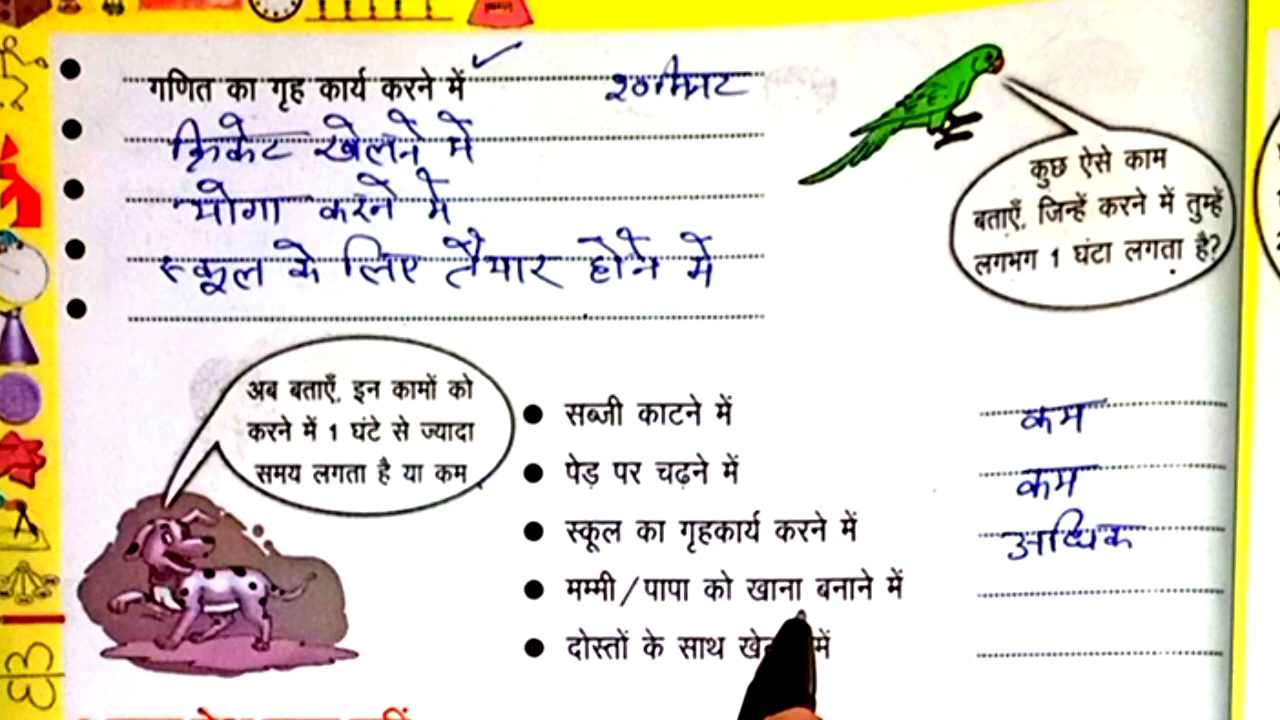 गणित का गृह कार्य करने में २० मिनट
क्रिकेट खेलने में
योगा करने में
स्कूल के लिए तैयार होने में
कुछ ऐसे काम
बताएँ, जिन्हें करने में तुम्हें
लगभग 1 घंटा लगता है?
अब बताएँ, इन कामों को
करने में 1 घंटे से ज्यादा
समय लगता है या कम
सब्जी काटने में कम
पेड़ पर चढ़ने में कम
स्कूल का गृहकार्य करने में अधिक
मम्मी/पापा को खाना बनाने में
दोस्तों के साथ में